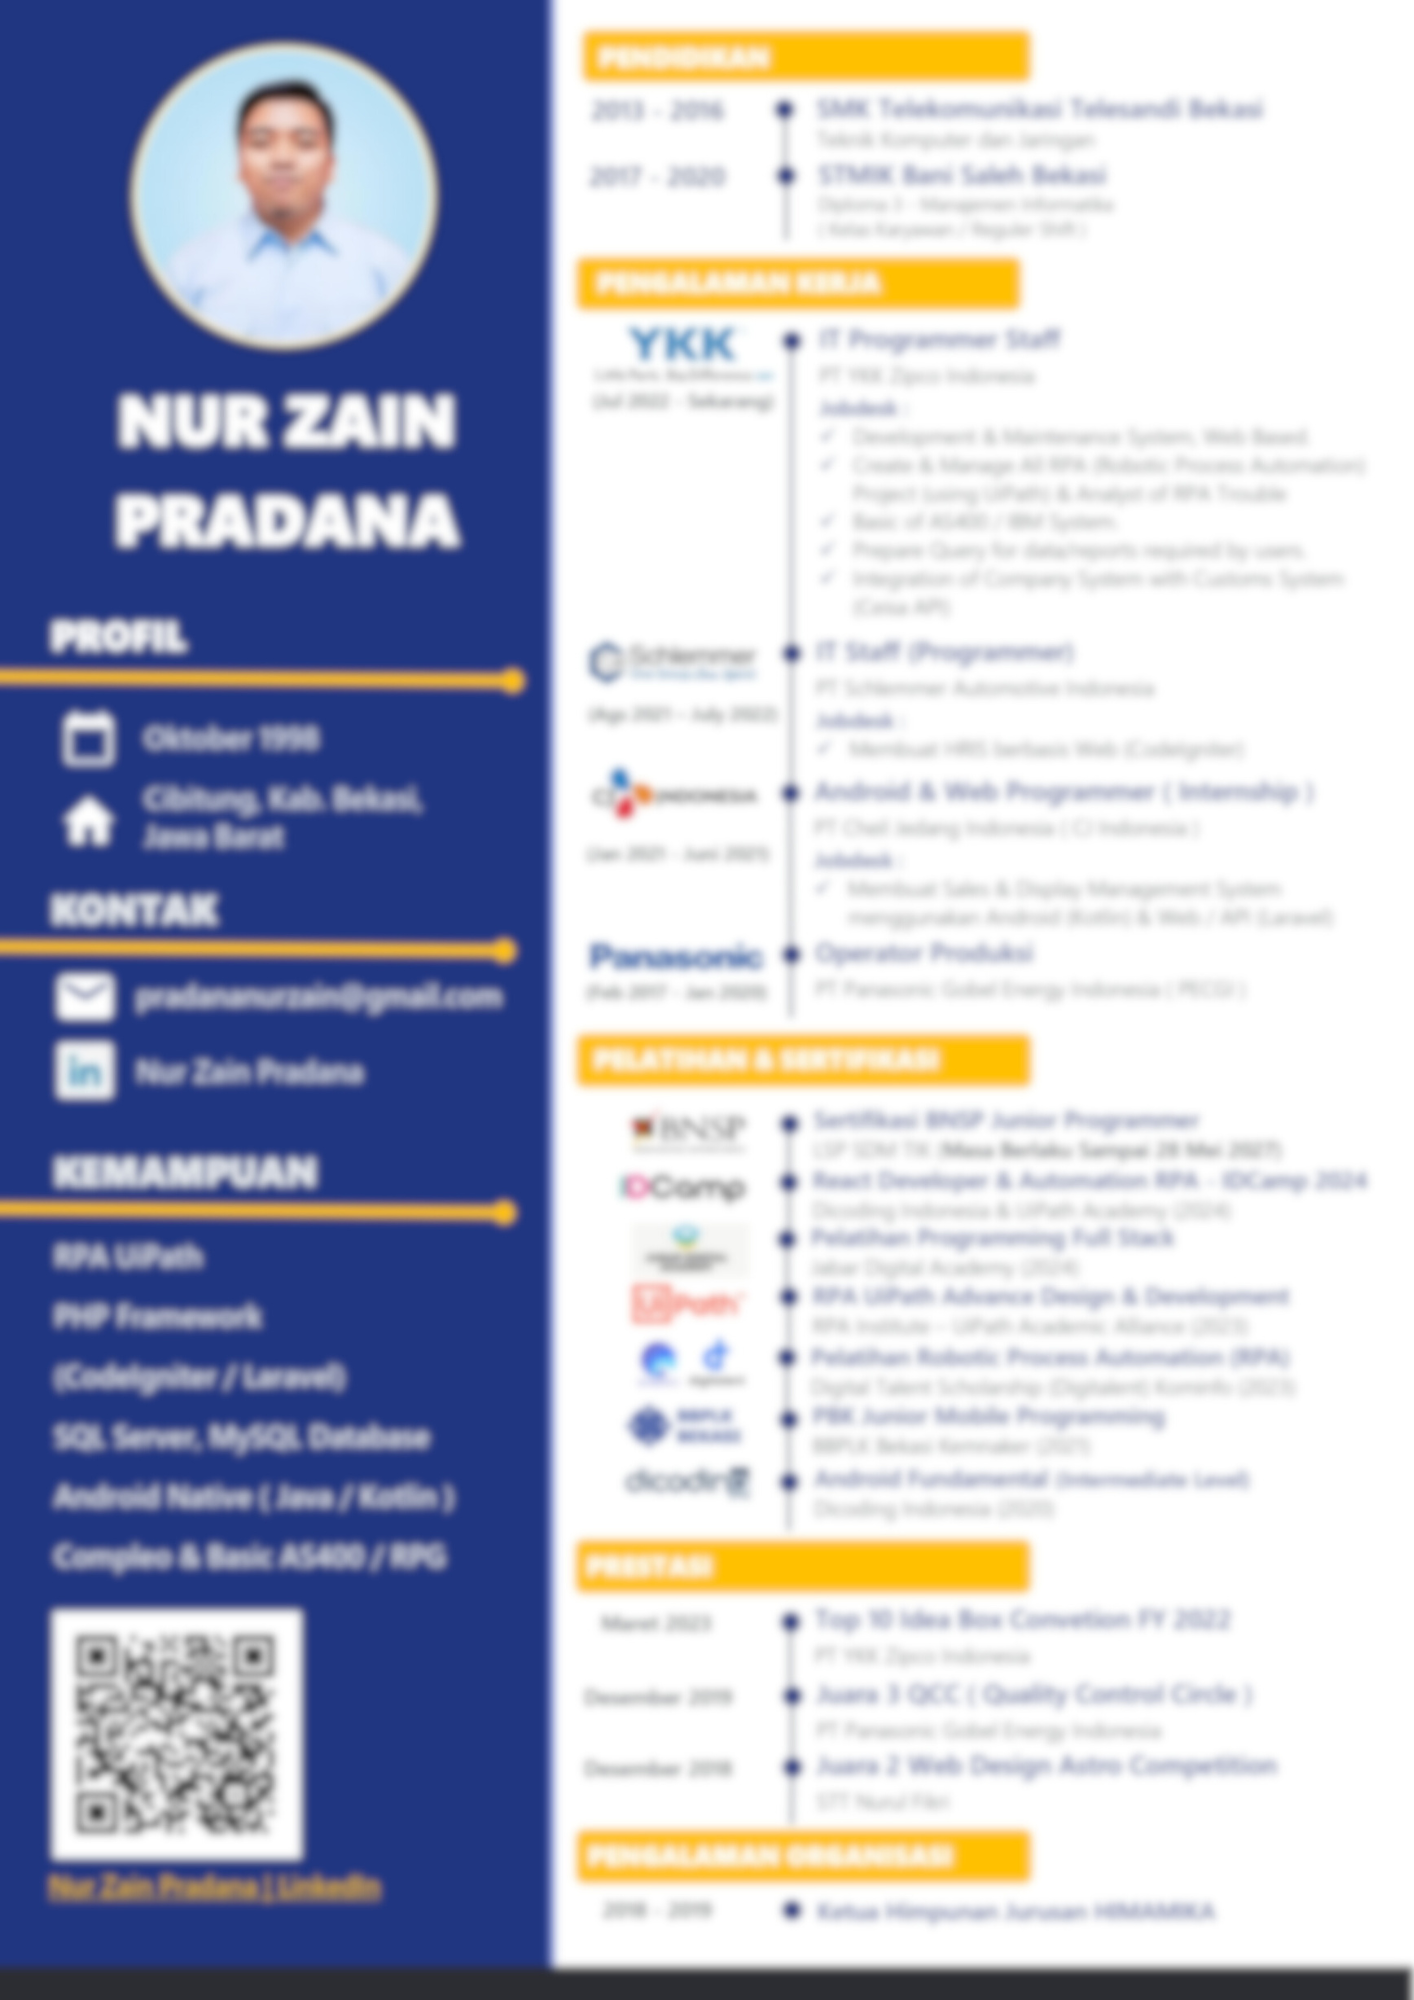 NUR ZAIN
PRADANA
PROFIL
Oktober 1998
Cibitung, Kab. Bekasi,
Jawa Barat
KONTAK
pradananurzain@gmail.com
in
Nur Zain Pradana
KEMAMPUAN
RPA UiPath
PHP Framework
(CodeIgniter / Laravel)
SQL Server, MySQL Database
Android Native ( Java / Kotlin )
Compleo & Basic AS400 / RPG
Nur Zain Pradana | LinkedIn
PENDIDIKAN
2013 - 2016
SMK Telekomunikasi Telesandi Bekasi
Teknik Komputer dan Jaringan
2017 - 2020
STMIK Bani Saleh Bekasi
Diploma 3 - Manajemen Informatika
( Kelas Karyawan / Reguler Shift )
PENGALAMAN KERJA
YKK
Little Parts. Big Difference.
(Jul 2022 - Sekarang)
IT Programmer Staff
PT YKK Zipco Indonesia
Jobdesk :
✓ Development & Maintenance System, Web Based.
✓ Create & Manage All RPA (Robotic Process Automation)
Project (using UiPath) & Analyst of RPA Trouble
✓ Basic of AS400 / IBM System.
✓ Prepare Query for data/reports required by users.
✓ Integration of Company System with Customs System
(Ceisa API)
Schlemmer
(Ags 2021 – July 2022)
IT Staff (Programmer)
PT Schlemmer Automotive Indonesia
Jobdesk :
✓ Membuat HRIS berbasis Web (CodeIgniter)
CJ INDONESIA
(Jan 2021 - Juni 2021)
Android & Web Programmer ( Internship )
PT Cheil Jedang Indonesia ( CJ Indonesia )
Jobdesk :
✓ Membuat Sales & Display Management System
menggunakan Android (Kotlin) & Web / API (Laravel)
Panasonic
(Feb 2017 - Jan 2020)
Operator Produksi
PT Panasonic Gobel Energy Indonesia ( PECGI )
PELATIHAN & SERTIFIKASI
BNSP
Sertifikasi BNSP Junior Programmer
LSP SDM TIK (Masa Berlaku Sampai 28 Mei 2027)
IDCamp
React Developer & Automation RPA - IDCamp 2024
Dicoding Indonesia & UiPath Academy (2024)
Pelatihan Programming Full Stack
Jabar Digital Academy (2024)
UiPath
RPA UiPath Advance Design & Development
RPA Institute – UiPath Academic Alliance (2023)
Pelatihan Robotic Process Automation (RPA)
Digital Talent Scholarship (Digitalent) Kominfo (2023)
BBPLK
BEKASI
PBK Junior Mobile Programming
BBPLK Bekasi Kemnaker (2021)
dicoding
Android Fundamental (Intermediate Level)
Dicoding Indonesia (2020)
PRESTASI
Maret 2023
Top 10 Idea Box Convetion FY 2022
PT YKK Zipco Indonesia
Desember 2019
Juara 3 QCC ( Quality Control Circle )
PT Panasonic Gobel Energy Indonesia
Desember 2018
Juara 2 Web Design Astro Competition
STT Nurul Fikri
PENGALAMAN ORGANISASI
2018 - 2019
Ketua Himpunan Jurusan HIMAMIKA